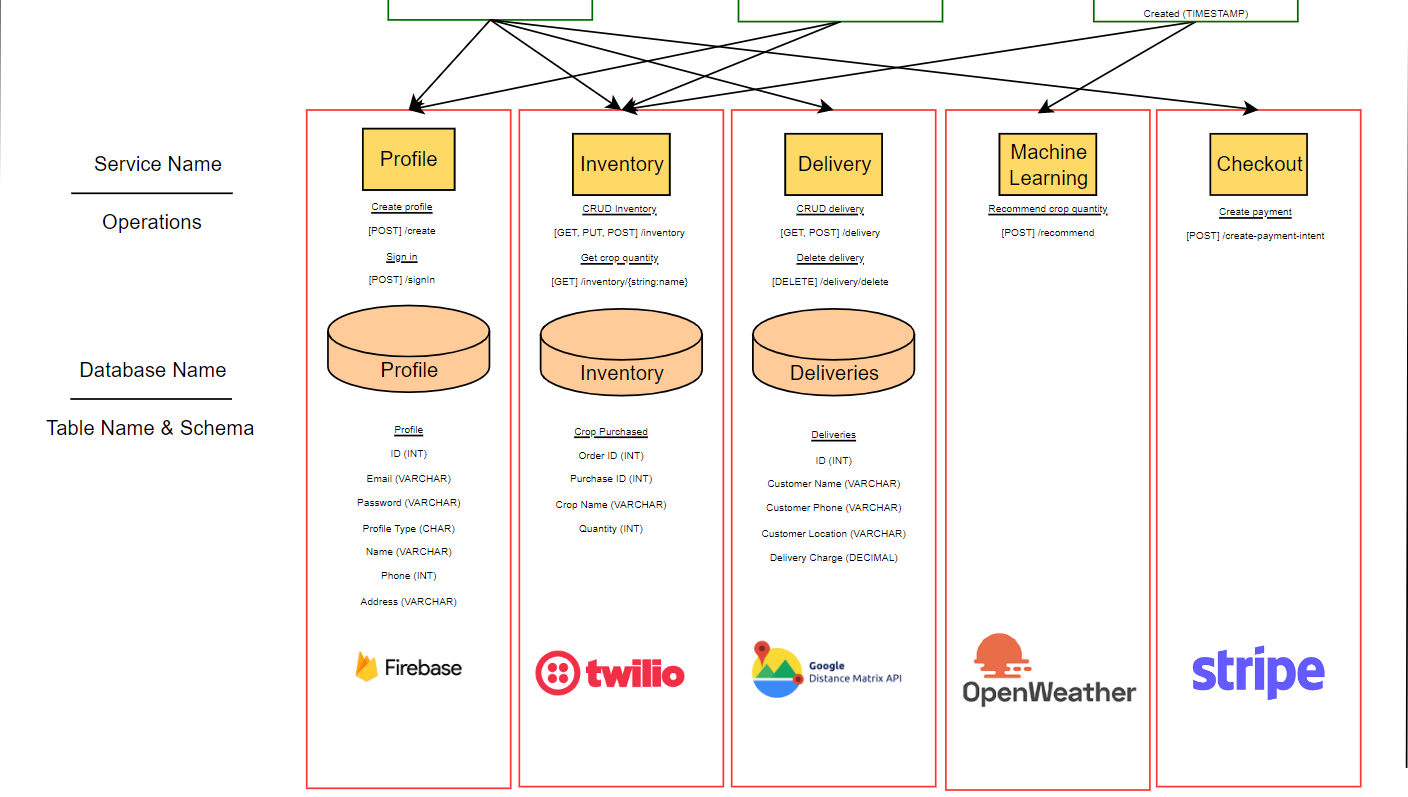 Created (TIMESTAMP)
Service Name
Operations
Database Name
Table Name & Schema
Profile
Create profile
[POST] /create
Sign in
[POST] /signIn
Profile
Profile
ID (INT)
Email (VARCHAR)
Password (VARCHAR)
Profile Type (CHAR)
Name (VARCHAR)
Phone (INT)
Address (VARCHAR)
Firebase
Inventory
CRUD Inventory
[GET, PUT, POST] /inventory
Get crop quantity
[GET] /inventory/{string:name}
Inventory
Crop Purchased
Order ID (INT)
Purchase ID (INT)
Crop Name (VARCHAR)
Quantity (INT)
twilio
Delivery
CRUD delivery
[GET, POST] /delivery
Delete delivery
[DELETE] /delivery/delete
Deliveries
Deliveries
ID (INT)
Customer Name (VARCHAR)
Customer Phone (VARCHAR)
Customer Location (VARCHAR)
Delivery Charge (DECIMAL)
Google
Distance Matrix API
Machine
Learning
Recommend crop quantity
[POST] /recommend
OpenWeather
Checkout
Create payment
[POST] /create-payment-intent
stripe